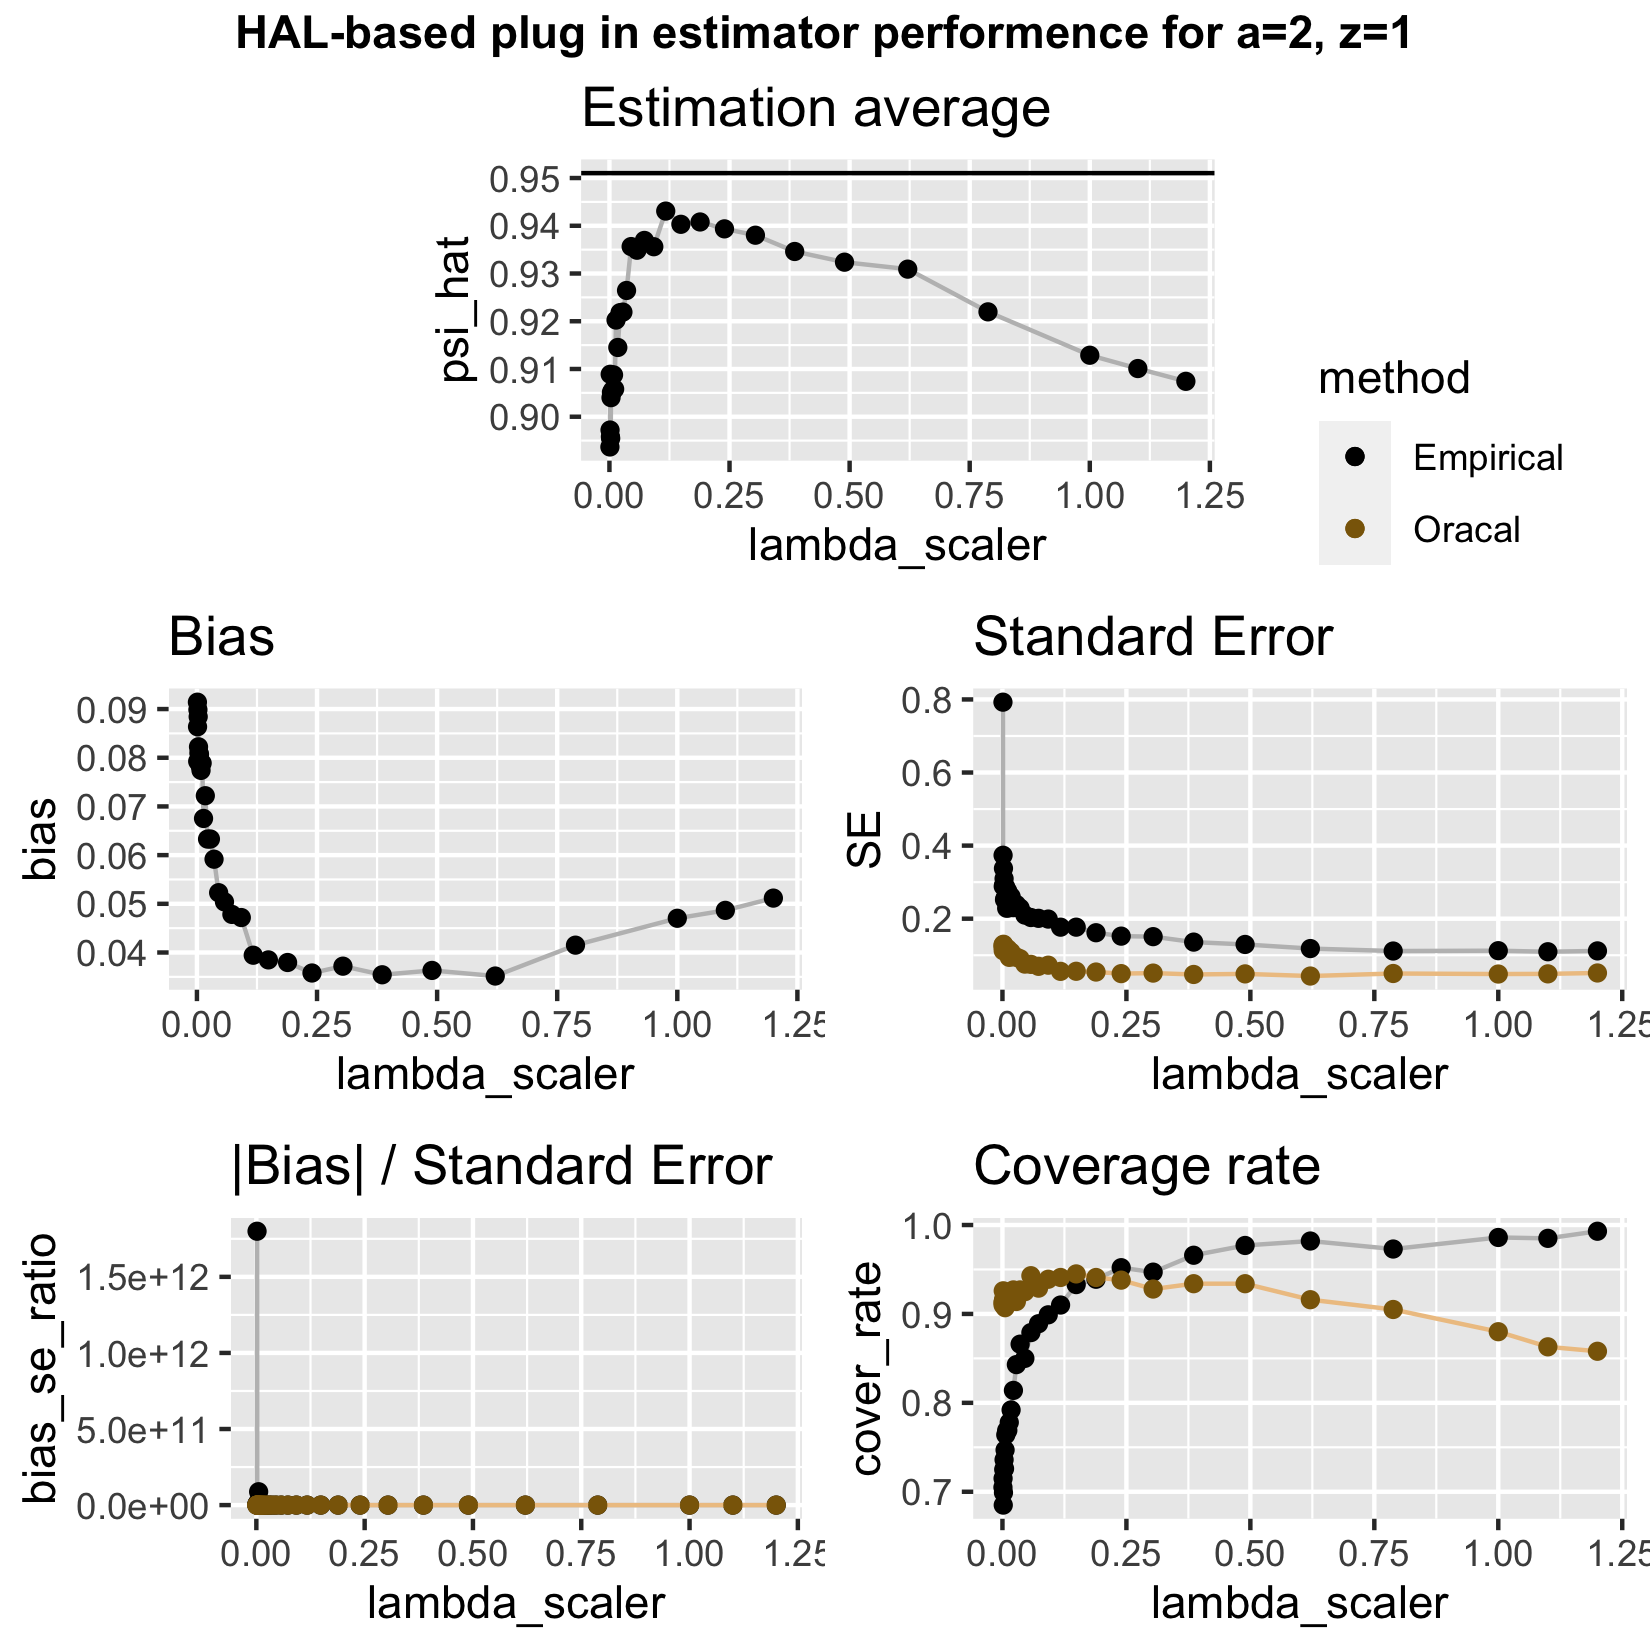 HAL-based plug in estimator performence for a=2, z=1
Estimation average
psi_hat
0.95
0.94
0.93
0.92
0.91
0.90
0.00 0.25 0.50 0.75 1.00 1.25
lambda_scaler
method
Empirical
Oracal
Bias
bias
0.09
0.08
0.07
0.06
0.05
0.04
0.00 0.25 0.50 0.75 1.00 1.25
lambda_scaler
Standard Error
SE
0.8
0.6
0.4
0.2
0.00 0.25 0.50 0.75 1.00 1.25
lambda_scaler
|Bias| / Standard Error
bias_se_ratio
1.5e+12
1.0e+12
5.0e+11
0.0e+00
0.00 0.25 0.50 0.75 1.00 1.25
lambda_scaler
Coverage rate
cover_rate
1.0
0.9
0.8
0.7
0.00 0.25 0.50 0.75 1.00 1.25
lambda_scaler